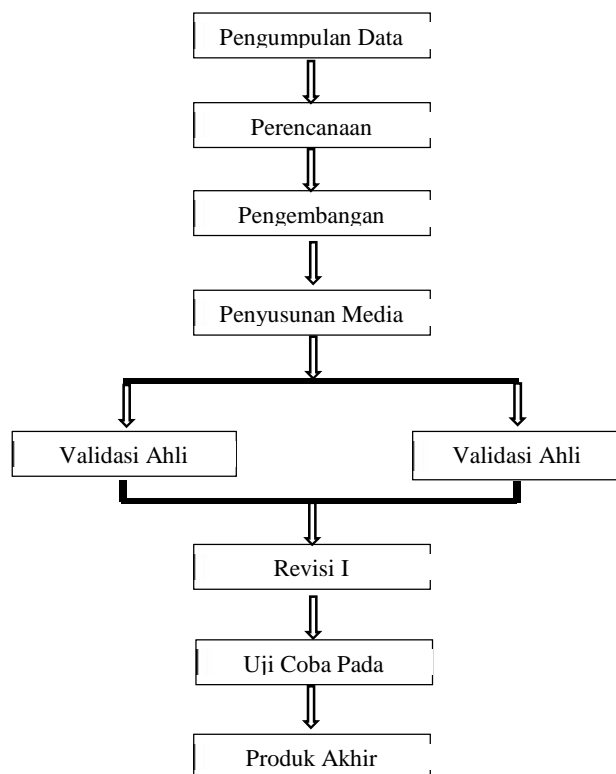 Pengumpulan Data
Perencanaan
Pengembangan
Penyusunan Media
Validasi Ahli
Validasi Ahli
Revisi I
Uji Coba Pada
Produk Akhir